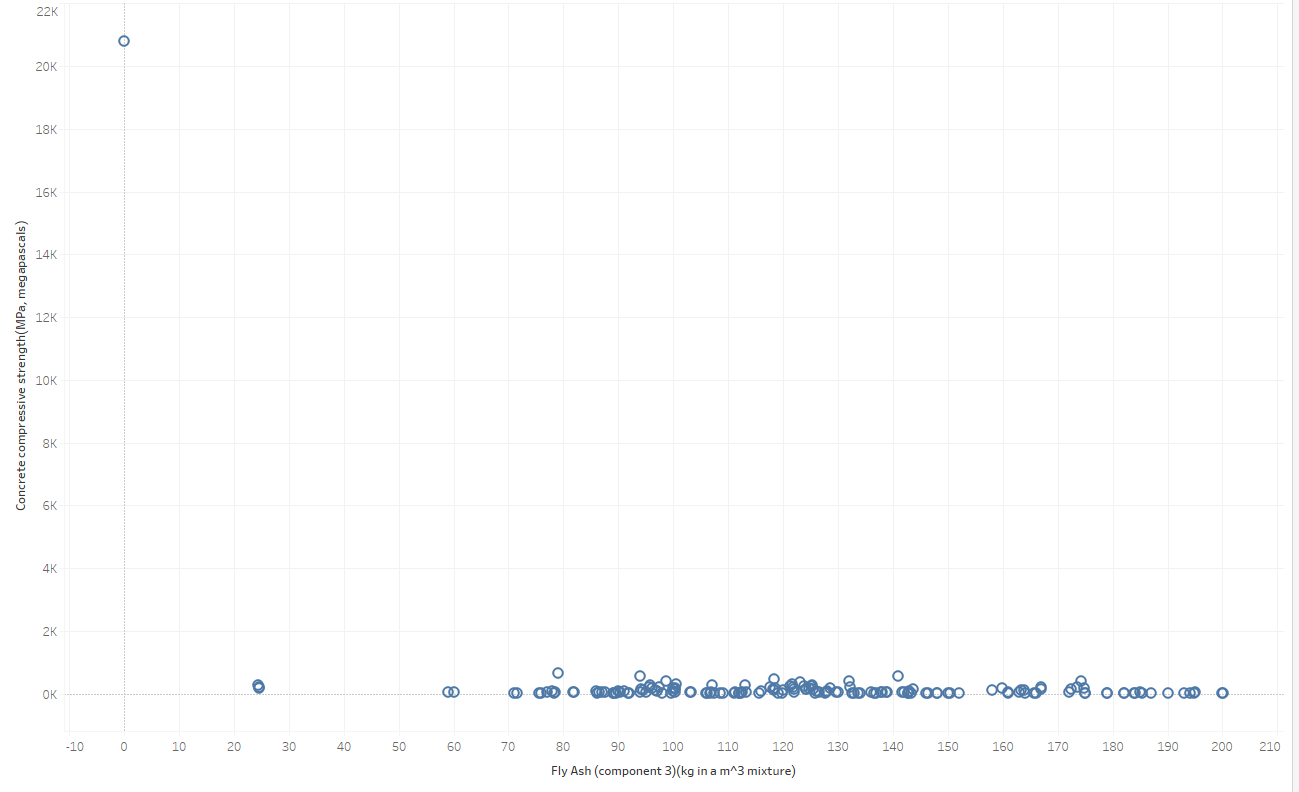 22K
20K
18K
16K
14K
12K
10K
8K
6K
4K
2K
0K
Concrete compressive strength(MPa, megapascals)
-10 0 10 20 30 40 50 60 70 80 90 100 110 120 130 140 150 160 170 180 190 200 210
Fly Ash (component 3)(kg in a m^3 mixture)